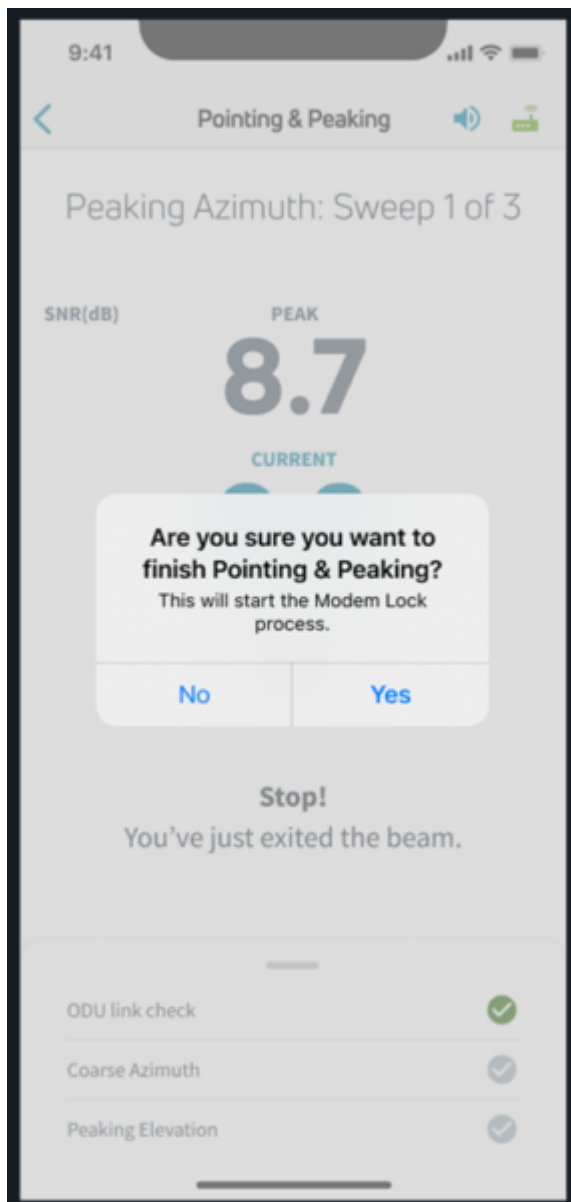 9:41
Pointing & Peaking
Peaking Azimuth: Sweep 1 of 3
SNR(dB)
PEAK
8.7
CURRENT
Are you sure you want to
finish Pointing & Peaking?
This will start the Modem Lock
process.
No
Yes
Stop!
You've just exited the beam.
ODU link check
Coarse Azimuth
Peaking Elevation